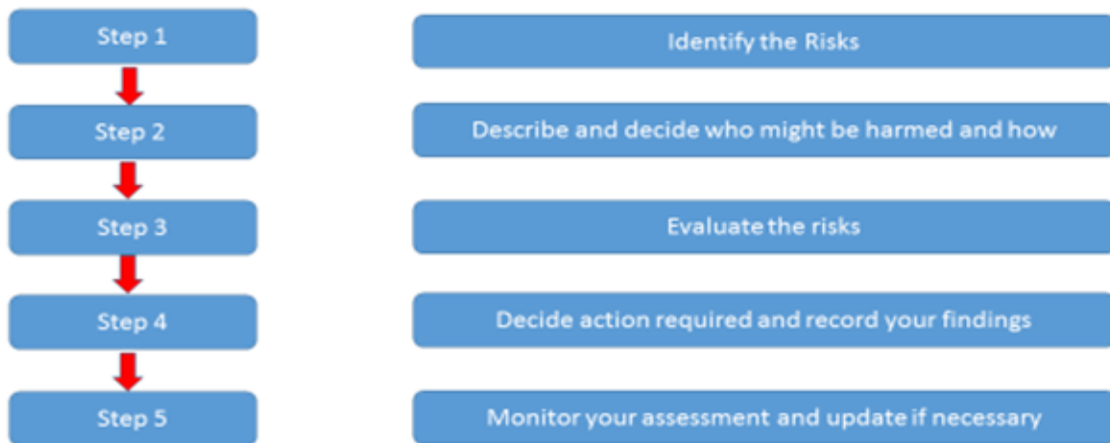 Step 1
Identify the Risks
Step 2
Describe and decide who might be harmed and how
Step 3
Evaluate the risks
Step 4
Decide action required and record your findings
Step 5
Monitor your assessment and update if necessary